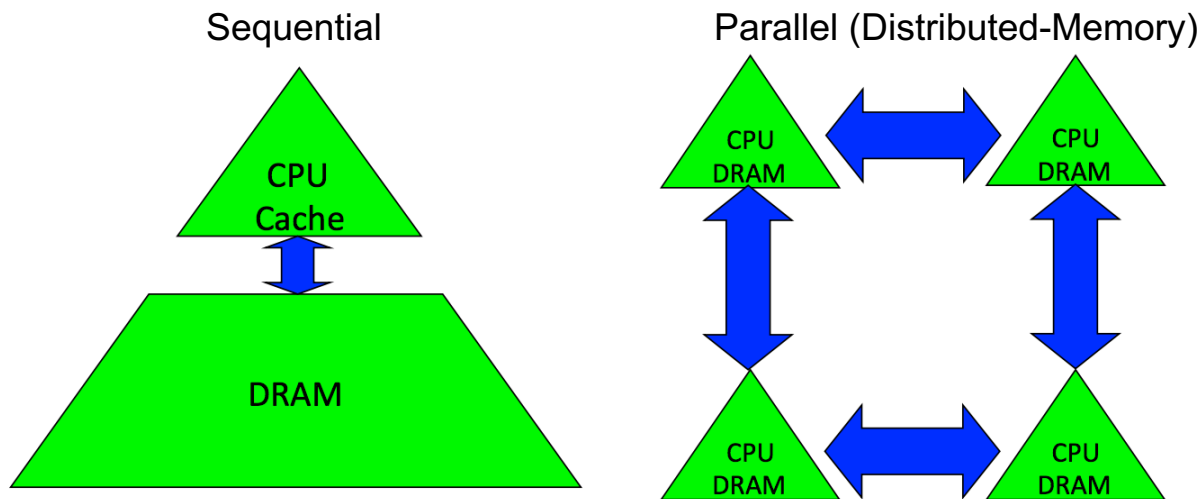 Sequential
Parallel (Distributed-Memory)
CPU
Cache
DRAM
CPU
DRAM
CPU
DRAM
CPU
DRAM
CPU
DRAM